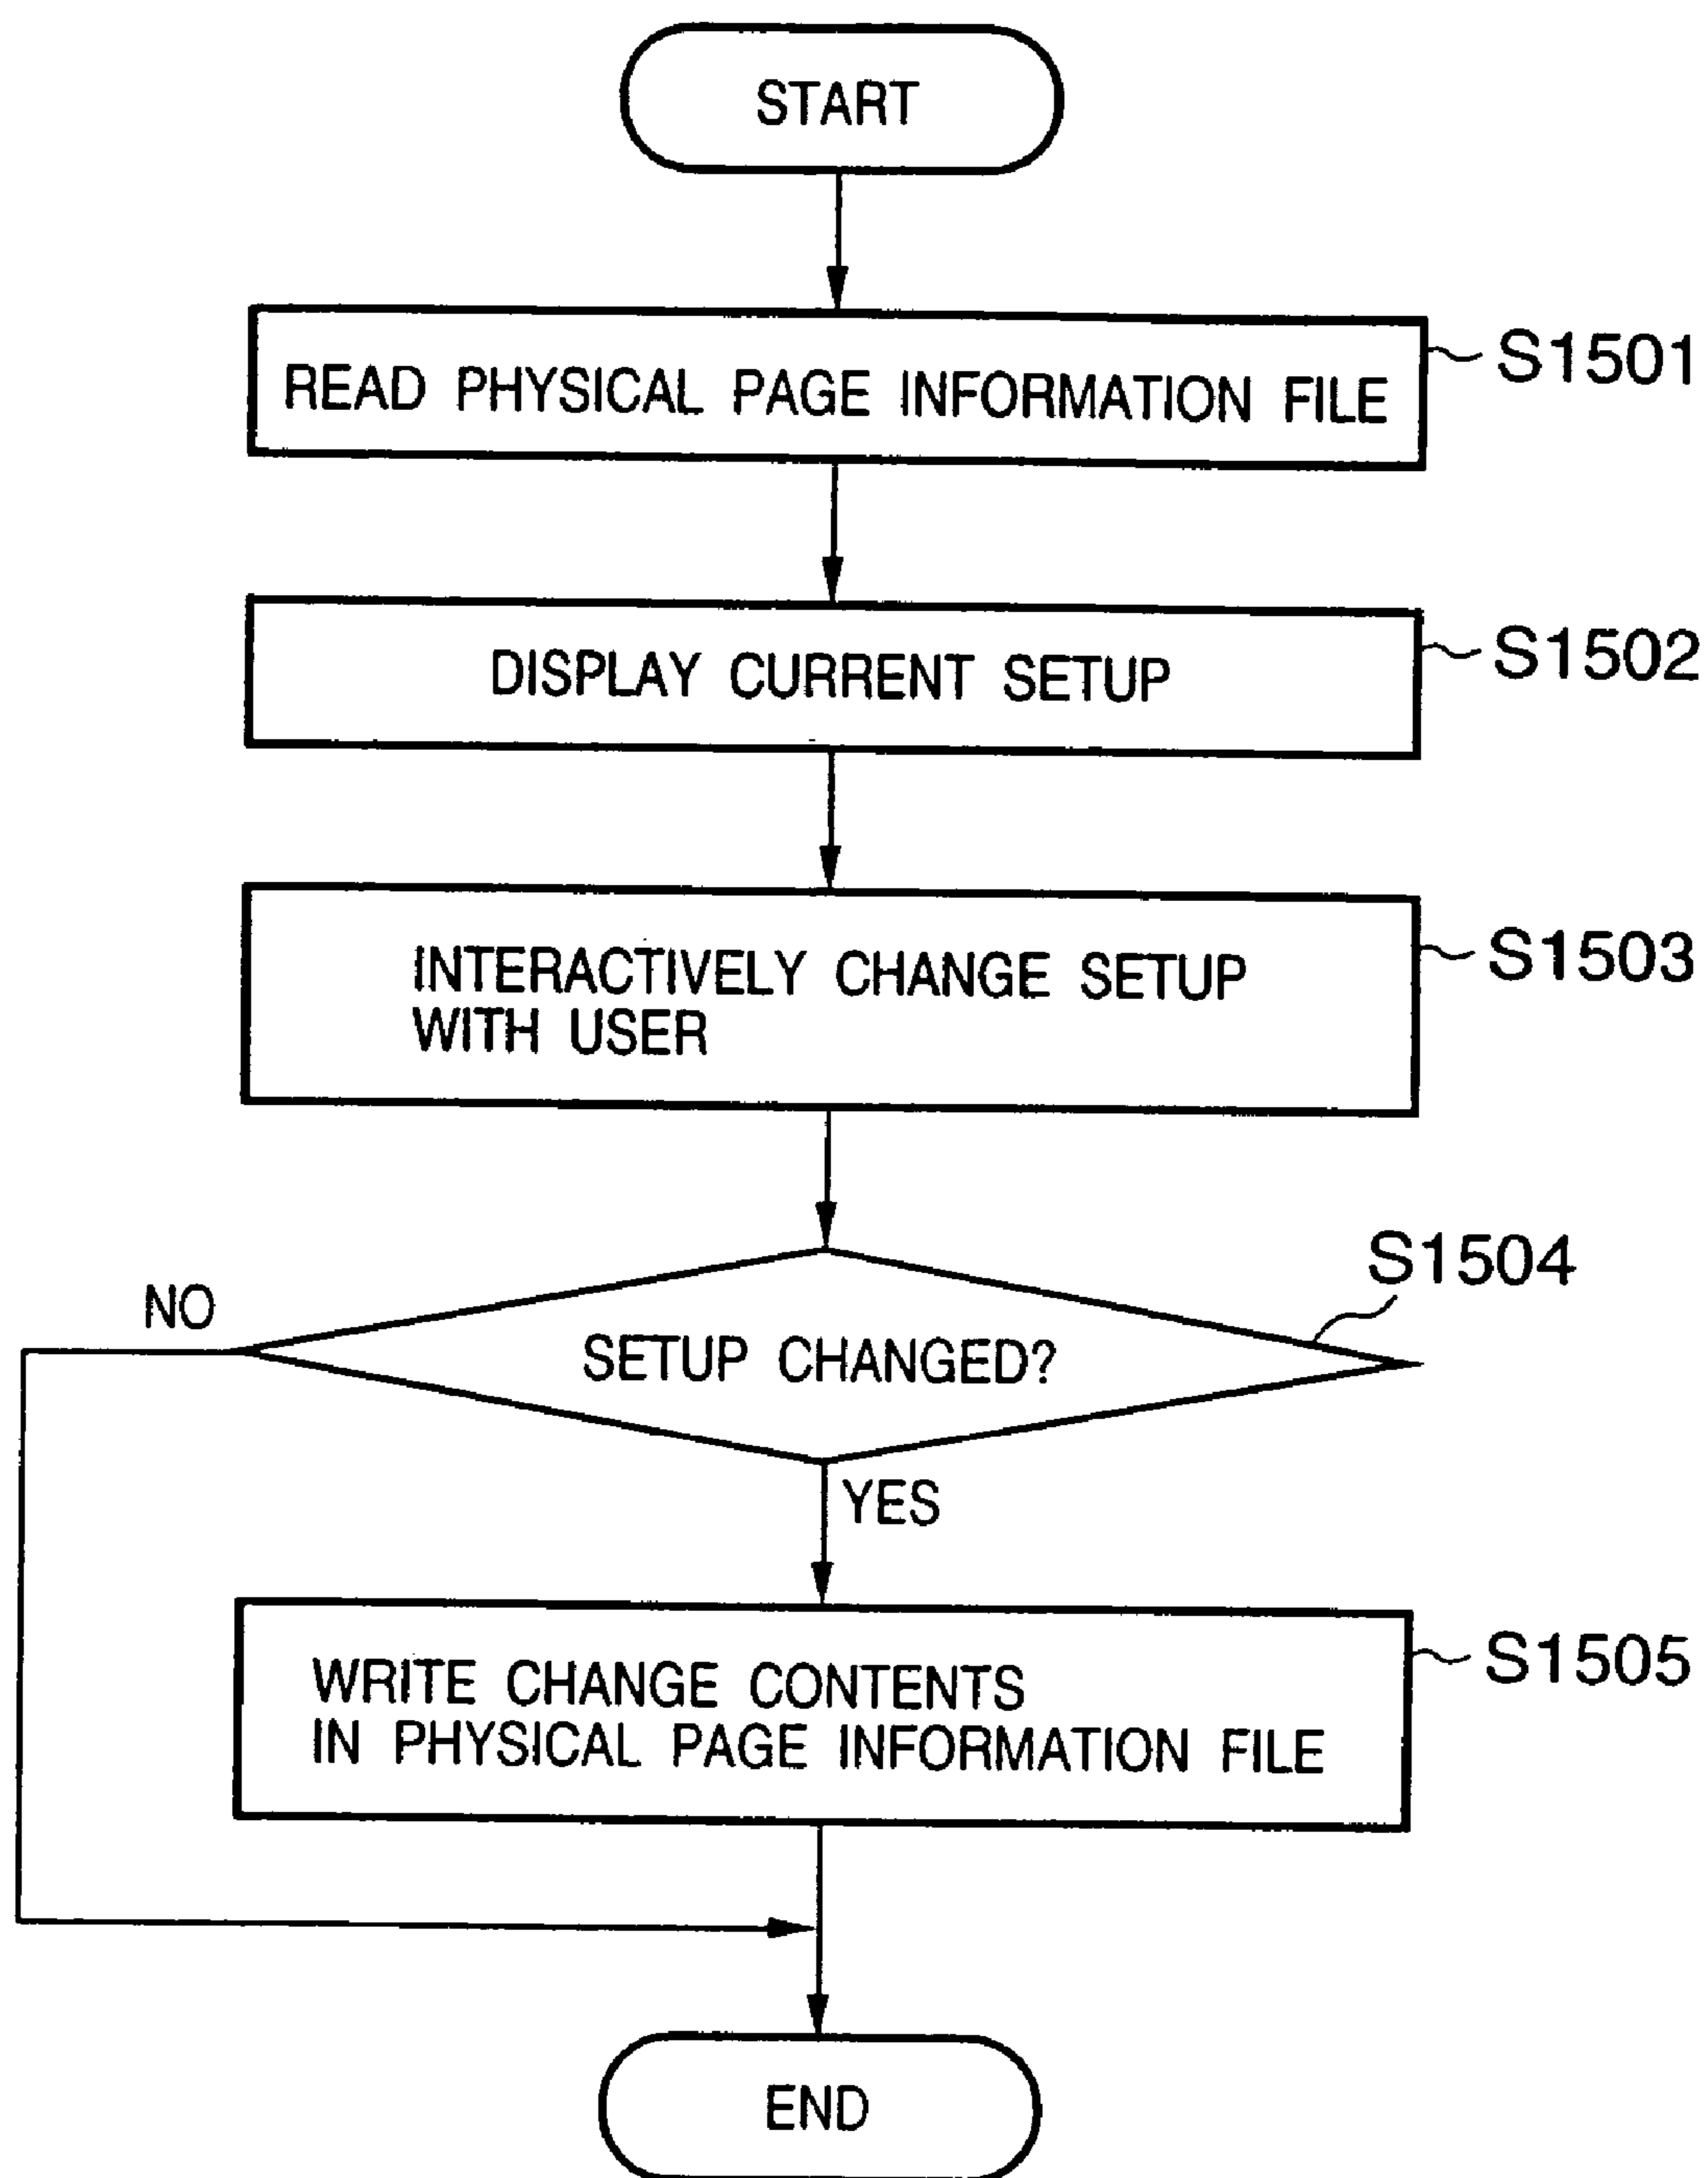 START
READ PHYSICAL PAGE INFORMATION FILE
S1501
DISPLAY CURRENT SETUP
S1502
INTERACTIVELY CHANGE SETUP
WITH USER
S1503
S1504
NO
SETUP CHANGED?
YES
WRITE CHANGE CONTENTS
IN PHYSICAL PAGE INFORMATION FILE
S1505
END